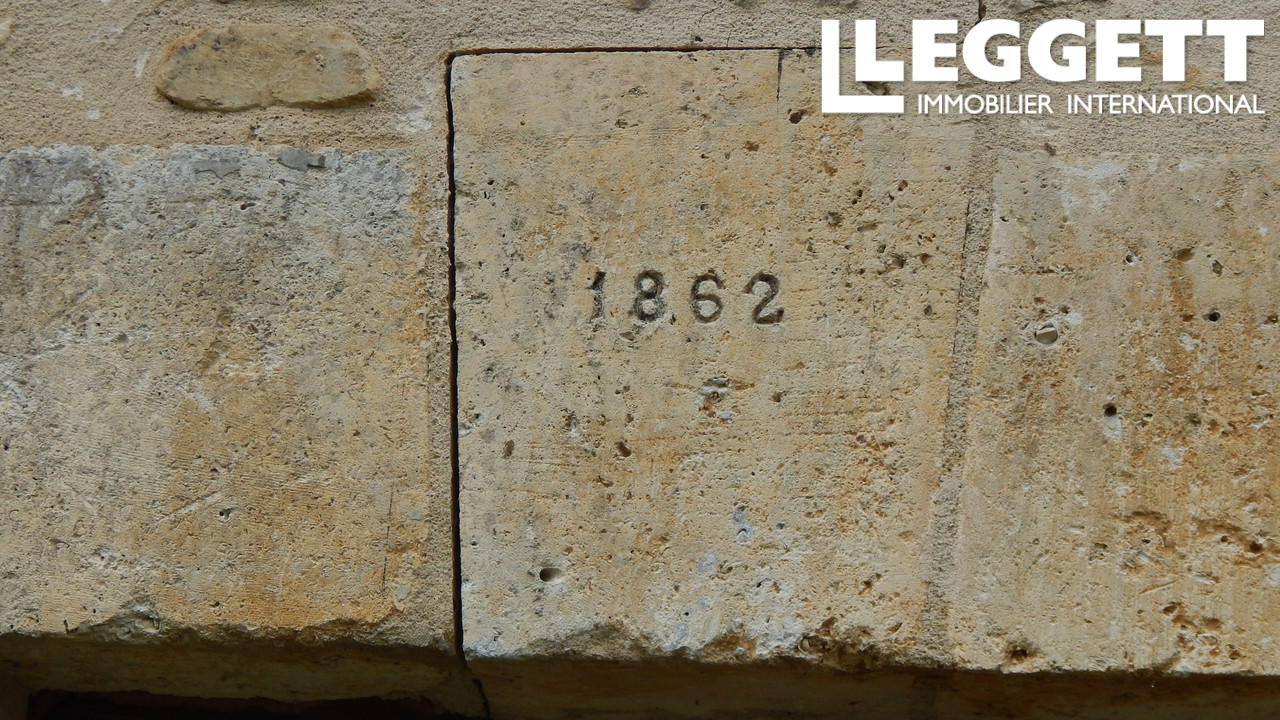 LEGGETT
IMMOBILIER INTERNATIONAL
1862